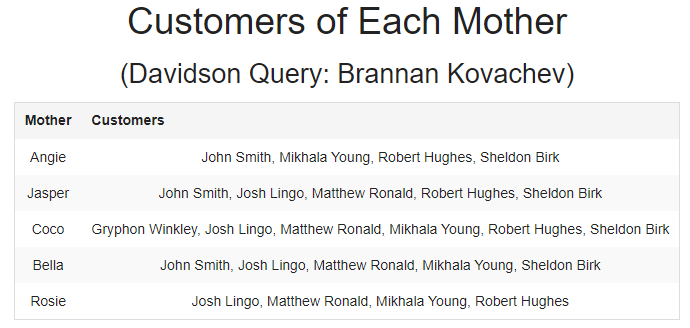 Customers of Each Mother
(Davidson Query: Brannan Kovachev)
Mother Customers
Angie John Smith, Mikhala Young, Robert Hughes, Sheldon Birk
Jasper John Smith, Josh Lingo, Matthew Ronald, Robert Hughes, Sheldon Birk
Coco Gryphon Winkley, Josh Lingo, Matthew Ronald, Mikhala Young, Robert Hughes, Sheldon Birk
Bella John Smith, Josh Lingo, Matthew Ronald, Mikhala Young, Sheldon Birk
Rosie Josh Lingo, Matthew Ronald, Mikhala Young, Robert Hughes